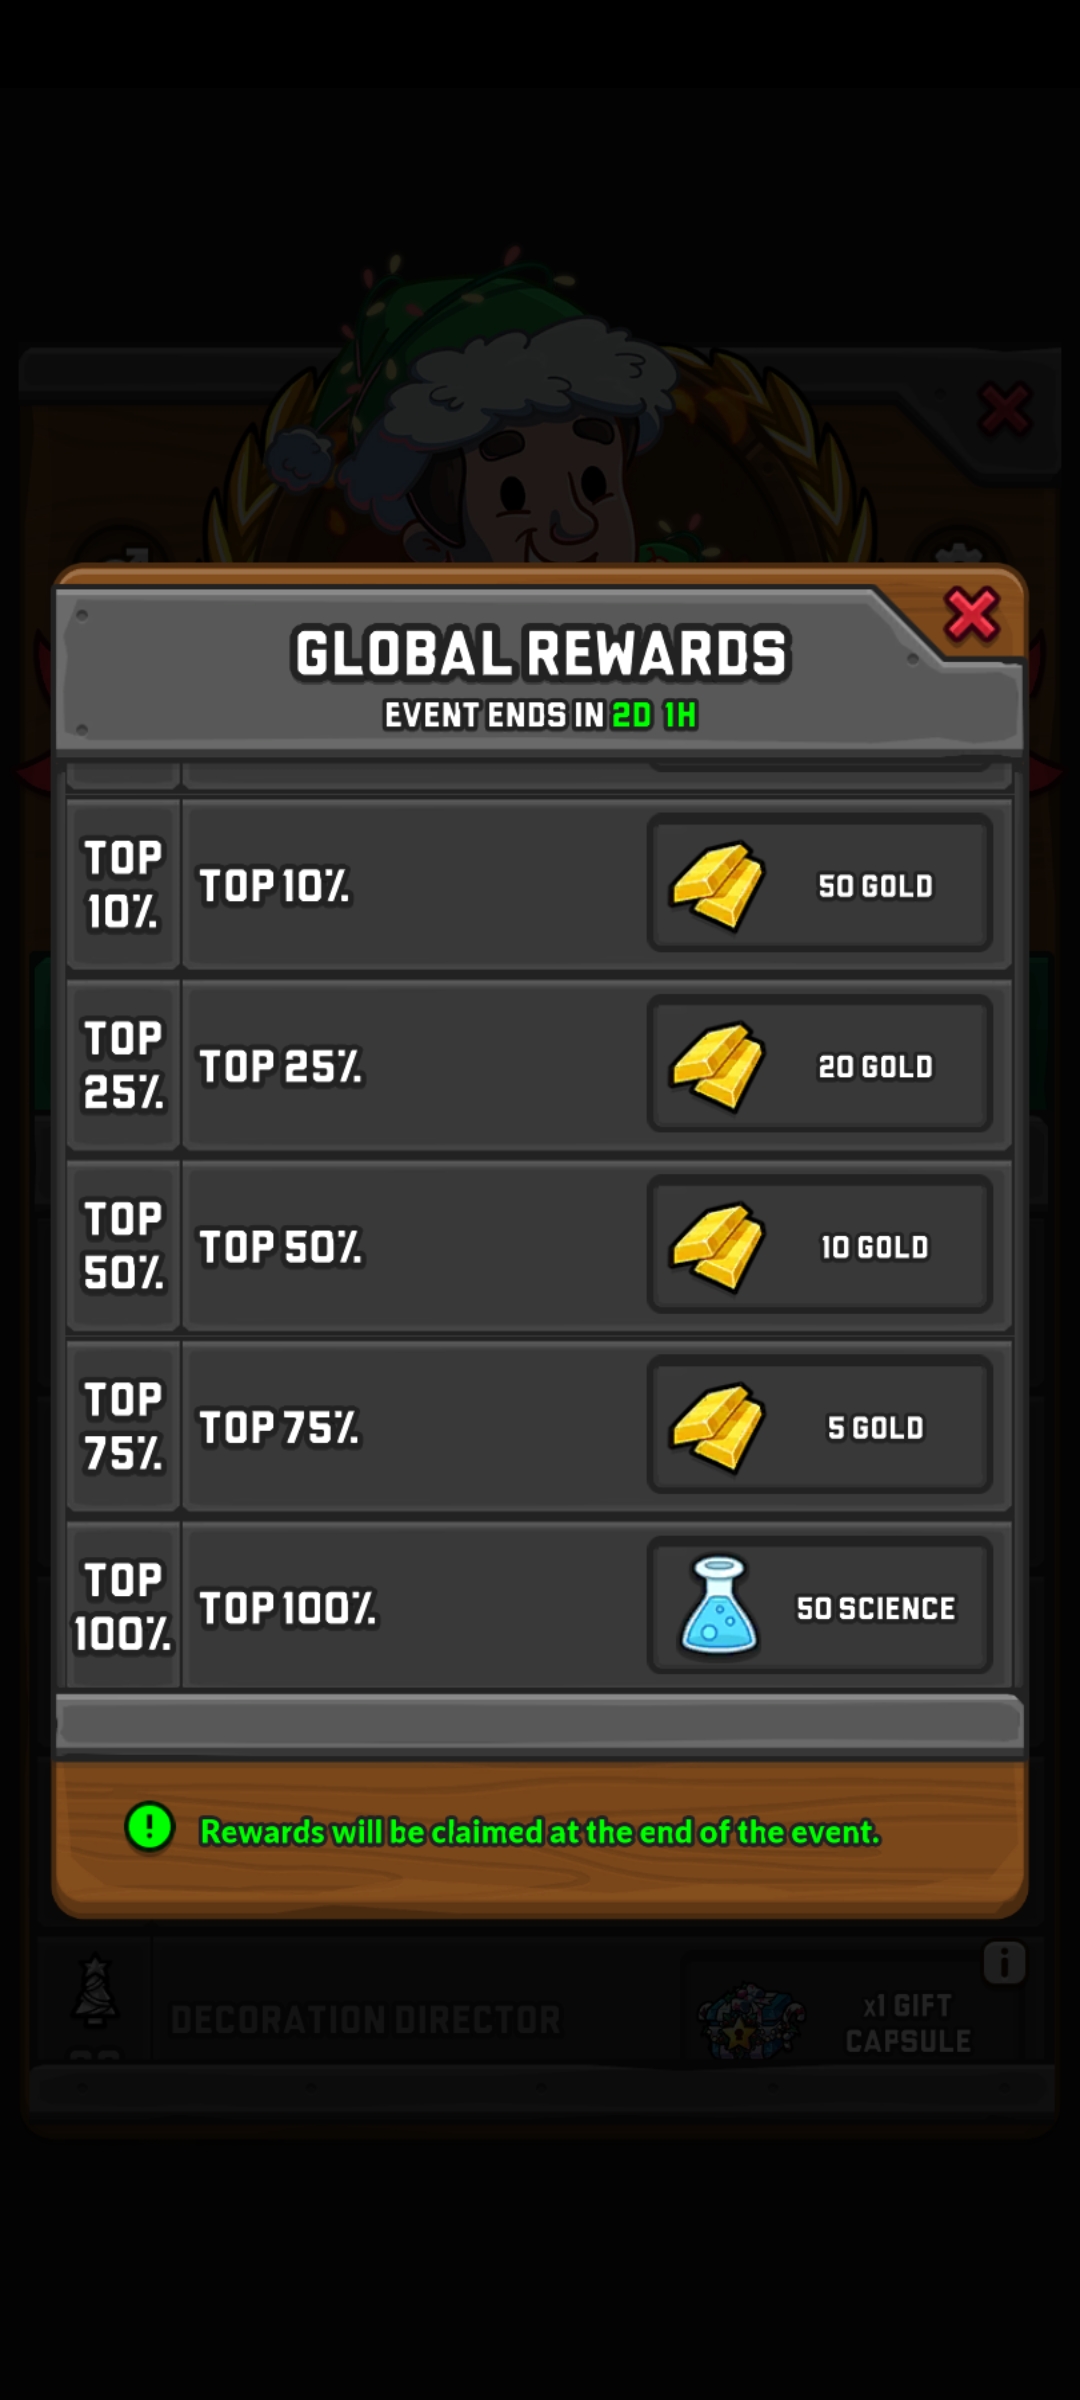 GLOBAL REWARDS
EVENT ENDS IN 2D 1H
TOP
10%
TOP 10%
50 GOLD
TOP
25%
TOP 25%
20 GOLD
TOP
50%
TOP 50%
10 GOLD
TOP
75%
TOP 75%
5 GOLD
TOP
100%
TOP 100%
50 SCIENCE
! Rewards will be claimed at the end of the event.
i
DECORATION DIRECTOR
x1 GIFT
CAPSULE